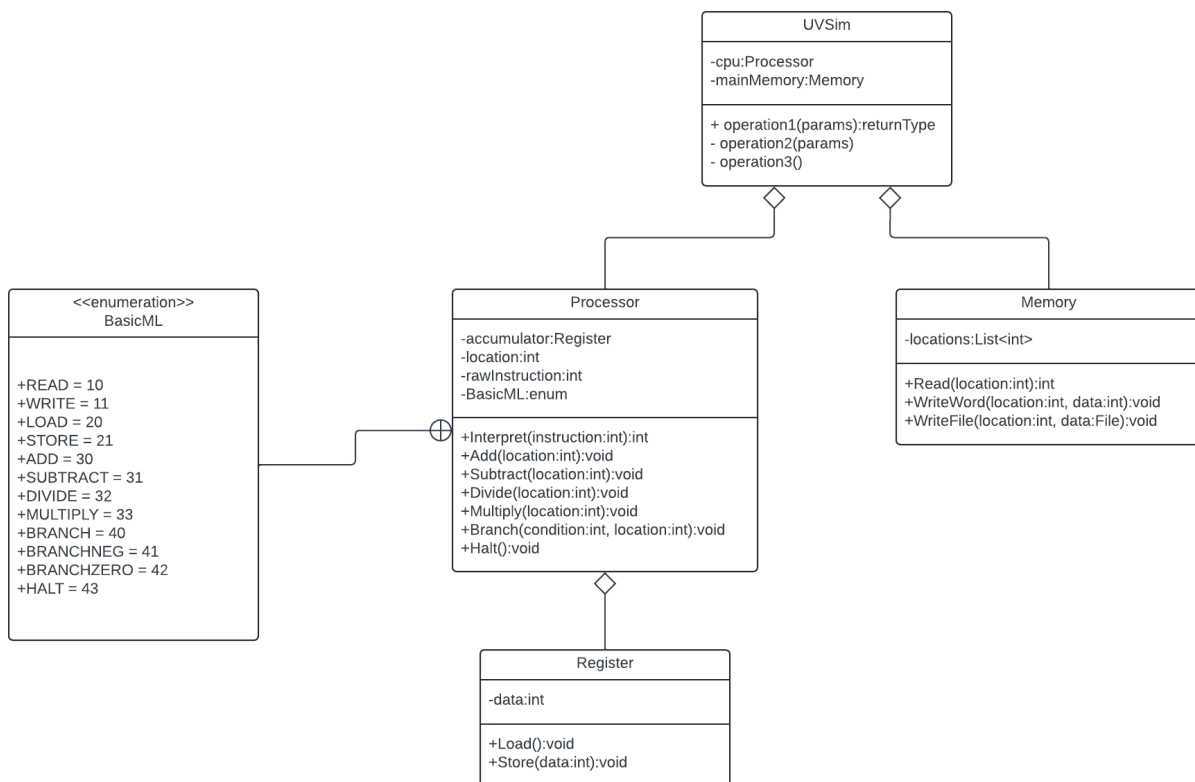 UVSim
-cpu:Processor
-mainMemory:Memory
+ operation1(params):returnType
- operation2(params)
- operation3()
<<enumeration>>
BasicML
+READ = 10
+WRITE = 11
+LOAD = 20
+STORE = 21
+ADD = 30
+SUBTRACT = 31
+DIVIDE = 32
+MULTIPLY = 33
+BRANCH = 40
+BRANCHNEG = 41
+BRANCHZERO = 42
+HALT = 43
Processor
-accumulator:Register
-location:int
-rawInstruction:int
-BasicML:enum
+Interpret(instruction:int):int
+Add(location:int):void
+Subtract(location:int):void
+Divide(location:int):void
+Multiply(location:int):void
+Branch(condition:int, location:int):void
+Halt():void
Memory
-locations:List<int>
+Read(location:int):int
+WriteWord(location:int, data:int):void
+WriteFile(location:int, data:File):void
Register
-data:int
+Load():void
+Store(data:int):void